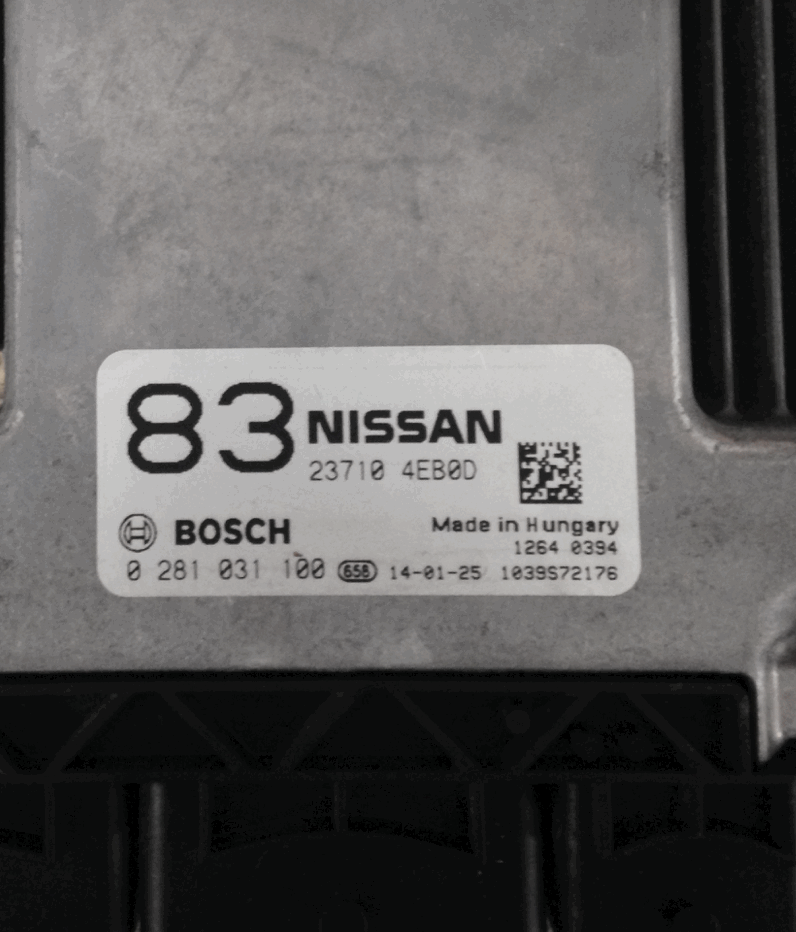 83 NISSAN
23710 4EB0D
BOSCH Made in Hungary
1264 0394
0 281 031 100 658 14-01-25 1039S72176